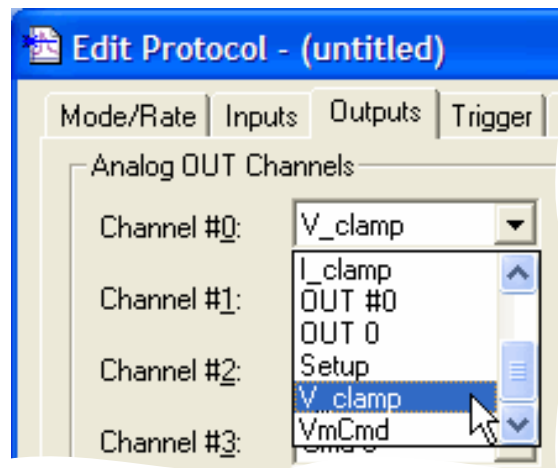 Edit Protocol - (untitled)
Mode/Rate Inputs Outputs Trigger
Analog OUT Channels
Channel #0: V_clamp
I_clamp
Channel #1: OUT #0
OUT 0
Channel #2: Setup
V_clamp
Channel #3: VmCmd